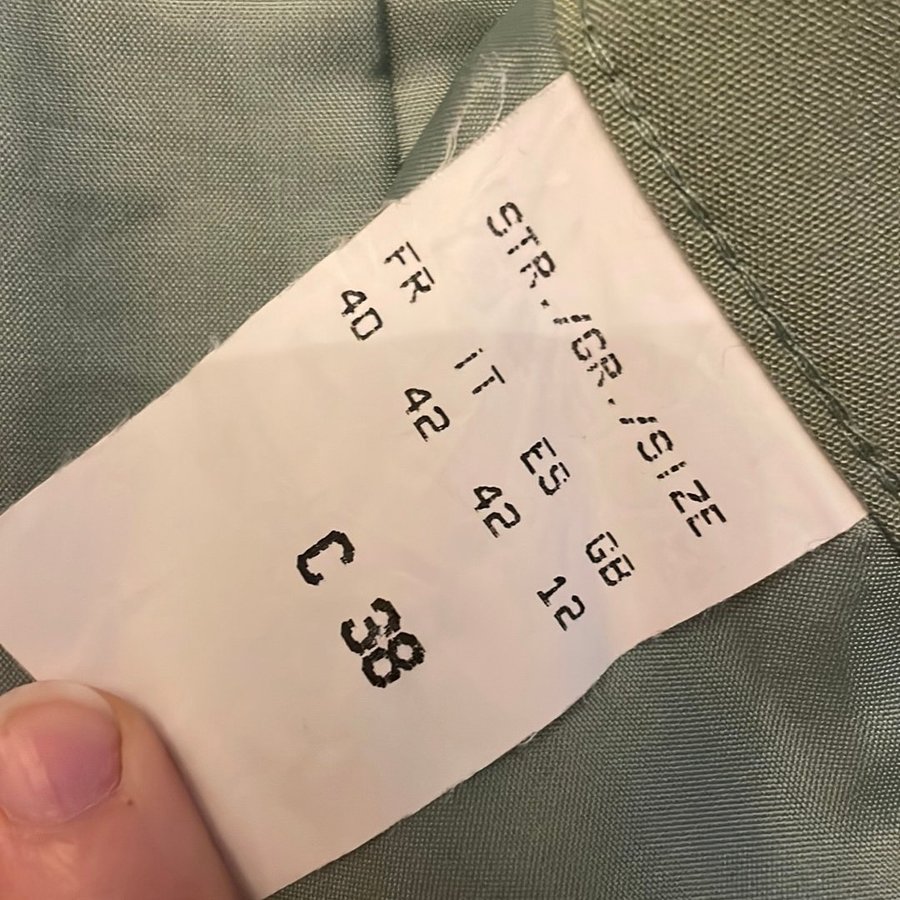 STR./GR./SIZE
FR IT ES GB
40 42 42 12
C 38